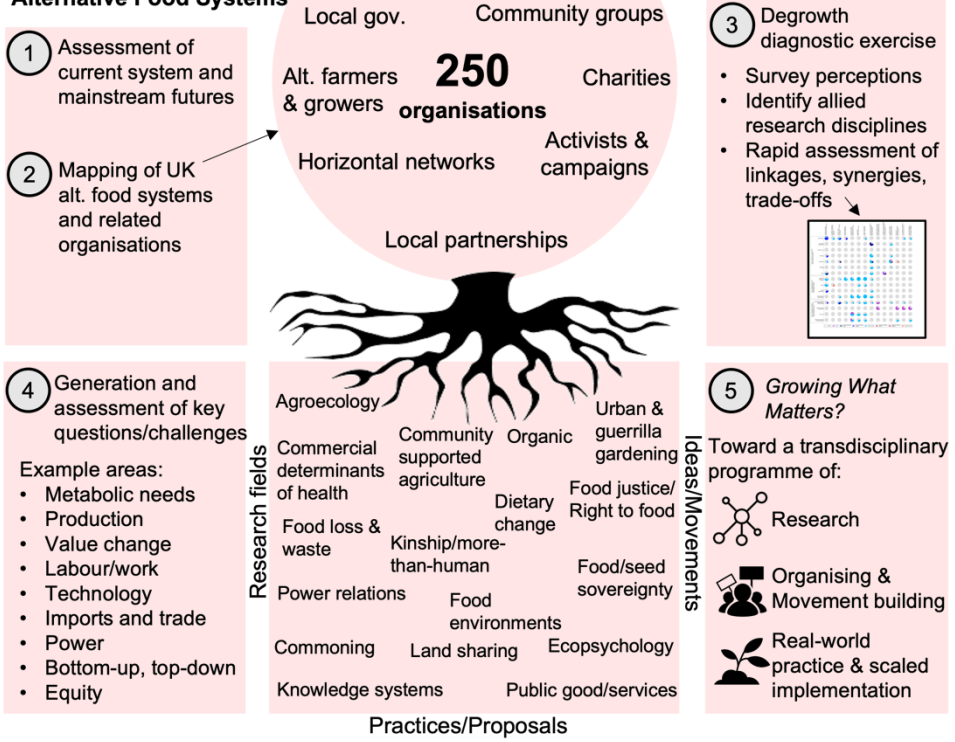 Alternative Food Systems
1
Assessment of
current system and
mainstream futures
2
Mapping of UK
alt. food systems
and related
organisations
Local gov.
Community groups
Alt. farmers
& growers
250
organisations
Charities
Horizontal networks
Activists &
campaigns
Local partnerships
3
Degrowth
diagnostic exercise
• Survey perceptions
• Identify allied
research disciplines
• Rapid assessment of
linkages, synergies,
trade-offs
4
Generation and
assessment of key
questions/challenges
Example areas:
• Metabolic needs
• Production
• Value change
• Labour/work
• Technology
• Imports and trade
• Power
• Bottom-up, top-down
• Equity
Research fields
Agroecology
Urban &
guerrilla
gardening
Community
supported
agriculture
Organic
Commercial
determinants
of health
Dietary
change
Food justice/
Right to food
Food loss &
waste
Kinship/more-
than-human
Food/seed
sovereignty
Power relations
Food
environments
Commoning
Land sharing
Ecopsychology
Knowledge systems
Public good/services
Ideas/Movements
Practices/Proposals
5
Growing What
Matters?
Toward a transdisciplinary
programme of:
Research
Organising &
Movement building
Real-world
practice & scaled
implementation